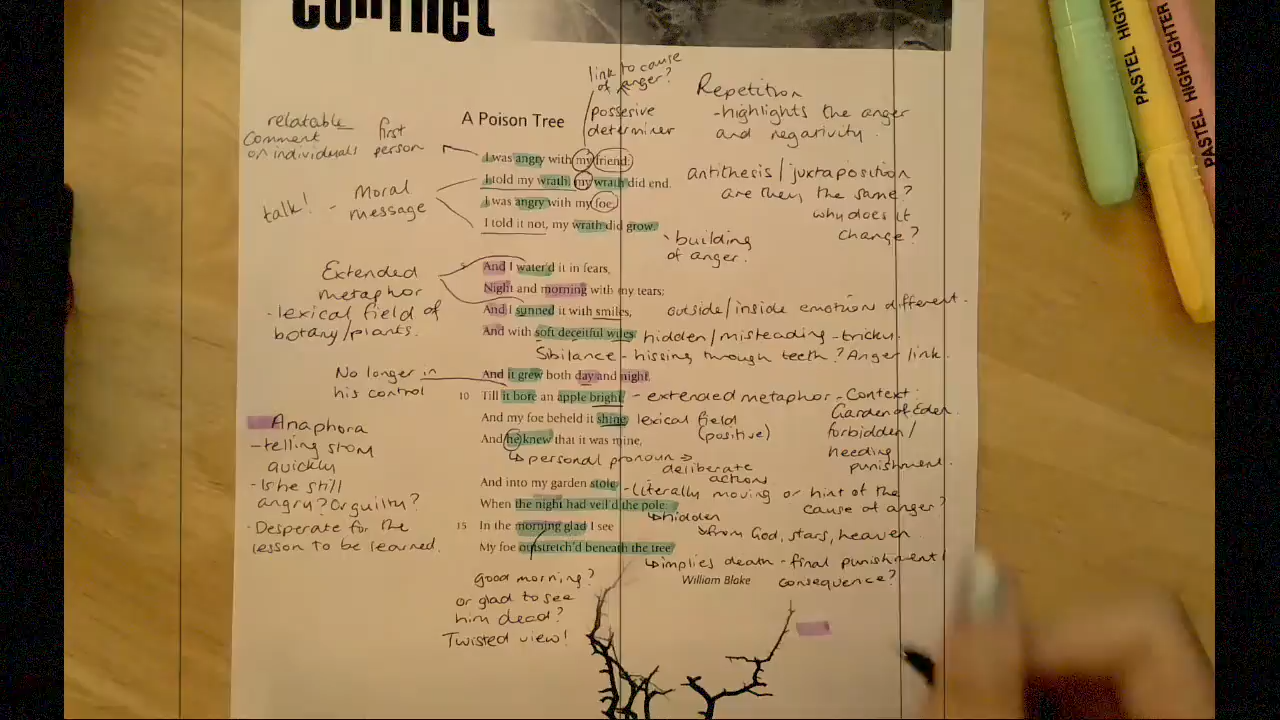 conflict
link to cause
of anger?
possesive
determiner
Repetition
-highlights the anger
and negarivity.
relatable
comment
on individuals
first
person
A Poison Tree
I was angry with my friend:
I told my wrath, my wrath did end.
I was angry with my foe:
I told it not, my wrath did grow.
talk! - Moral
message
antithesis/juxtaposition
are they the same?
why does it
change?
building
of anger.
5 And I water'd it in fears,
Night and morning with my tears;
And I sunned it with smiles,
And with soft deceitful wiles.
Extended
metaphor
- lexical field of
botany/plants.
outside/inside emotion different.
hidden/misleading - tricky.
Sibilance - hissing through teeth? Anger link.
And it grew both day and night,
10 Till it bore an apple bright;
And my foe beheld it shine,
And he knew that it was mine,
No longer in
his control
- extended metaphor - Context:
Garden of Eden
forbidden/
needing
punishment.
lexical field
(positive)
personal pronoun →
deliberate
actions
Anaphora
- telling story
quickly
- Is he still
angry? Or guilty?
- Desperate for the
lesson to be learned.
And into my garden stole
When the night had veil'd the pole:
15 In the morning glad I see
My foe outstretch'd beneath the tree.
- Literally moving or hint of the
cause of anger?
hidden
from God, stars, heaven
implies death - final punishment/
consequence?
William Blake
good morning?
or glad to see
him dead?
Twisted view!
PASTEL HIGH
PASTEL HIGHLIGHTER